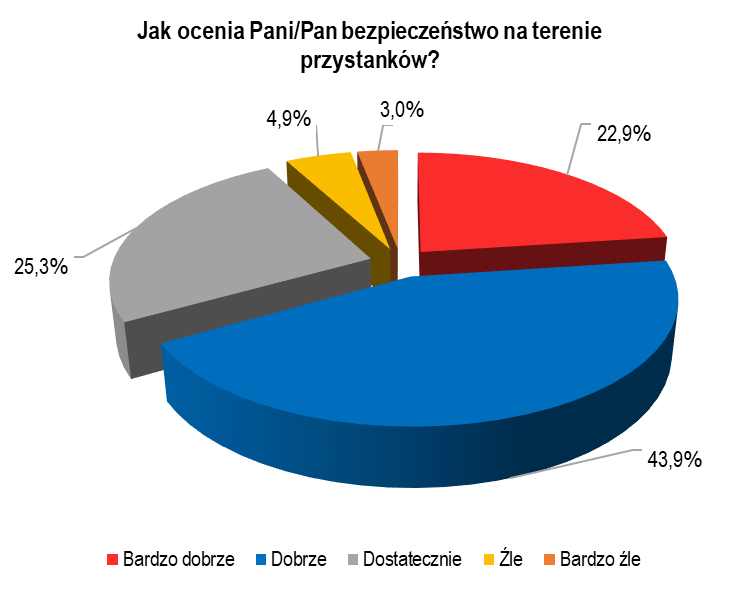 Jak ocenia Pani/Pan bezpieczeństwo na terenie
przystanków?
4,9%
3,0%
22,9%
25,3%
43,9%
Bardzo dobrze
Dobrze
Dostatecznie
Źle
Bardzo źle